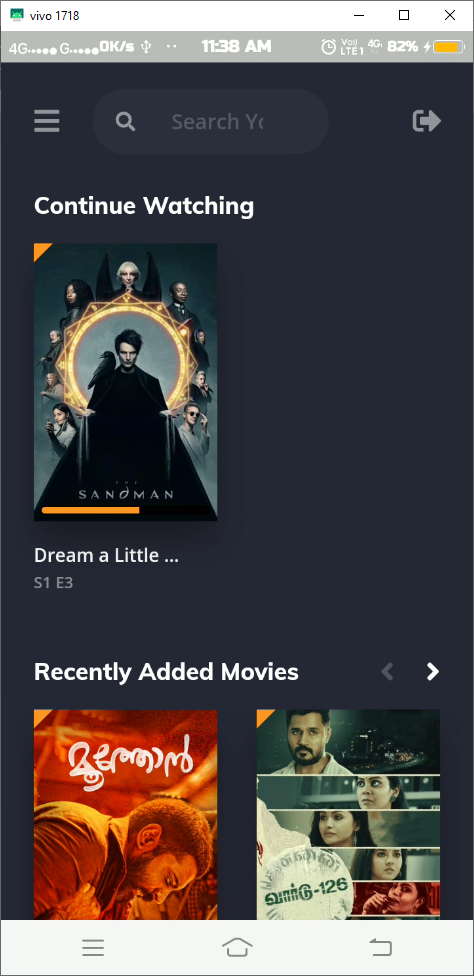 vivo 1718
4G G 0K/s 11:38 AM Vo) LTE1 4G 82%
Search Yo
Continue Watching
THE
SANDMAN
Dream a Little ...
S1 E3
Recently Added Movies
മൂത്തോൻ
வார்டு-126